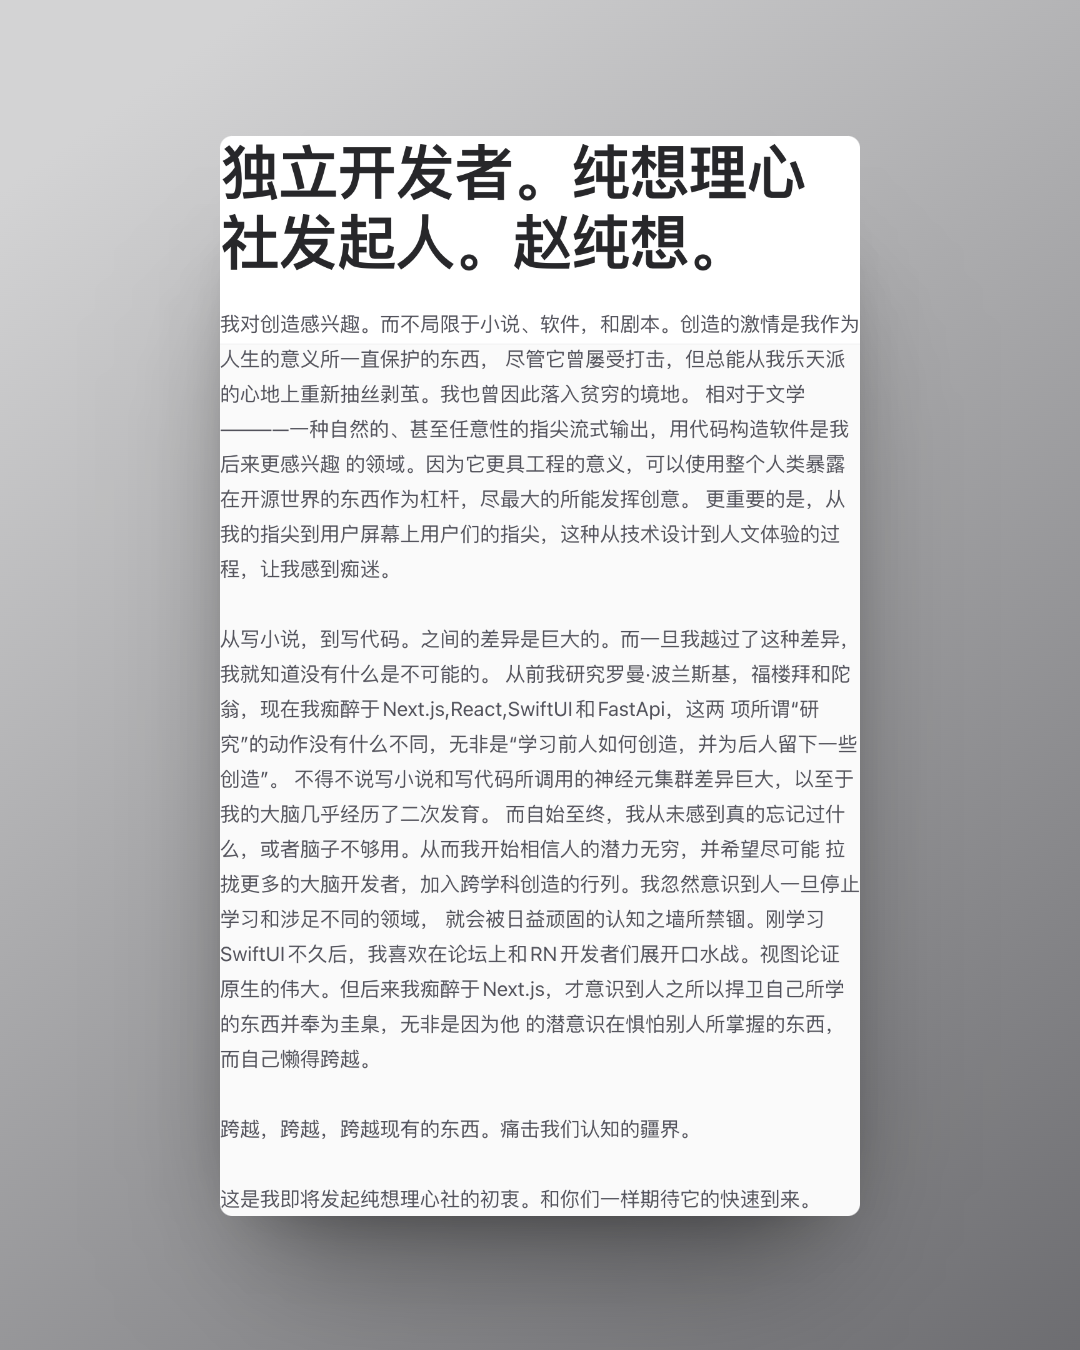 独立开发者。纯想理心
社发起人。赵纯想。
我对创造感兴趣。而不局限于小说、软件，和剧本。创造的激情是我作为
人生的意义所一直保护的东西， 尽管它曾屡受打击，但总能从我乐天派
的心地上重新抽丝剥茧。我也曾因此落入贫穷的境地。 相对于文学
————一种自然的、甚至任意性的指尖流式输出，用代码构造软件是我
后来更感兴趣 的领域。因为它更具工程的意义，可以使用整个人类暴露
在开源世界的东西作为杠杆，尽最大的所能发挥创意。 更重要的是，从
我的指尖到用户屏幕上用户们的指尖，这种从技术设计到人文体验的过
程，让我感到痴迷。
从写小说，到写代码。之间的差异是巨大的。而一旦我越过了这种差异，
我就知道没有什么是不可能的。 从前我研究罗曼·波兰斯基，福楼拜和陀
翁，现在我痴醉于Next.js,React,SwiftUI和FastApi，这两 项所谓“研
究”的动作没有什么不同，无非是“学习前人如何创造，并为后人留下一些
创造”。 不得不说写小说和写代码所调用的神经元集群差异巨大，以至于
我的大脑几乎经历了二次发育。 而自始至终，我从未感到真的忘记过什
么，或者脑子不够用。从而我开始相信人的潜力无穷，并希望尽可能 拉
拢更多的大脑开发者，加入跨学科创造的行列。我忽然意识到人一旦停止
学习和涉足不同的领域， 就会被日益顽固的认知之墙所禁锢。刚学习
SwiftUI不久后，我喜欢在论坛上和RN开发者们展开口水战。视图论证
原生的伟大。但后来我痴醉于Next.js，才意识到人之所以捍卫自己所学
的东西并奉为圭臬，无非是因为他 的潜意识在惧怕别人所掌握的东西，
而自己懒得跨越。
跨越，跨越，跨越现有的东西。痛击我们认知的疆界。
这是我即将发起纯想理心社的初衷。和你们一样期待它的快速到来。